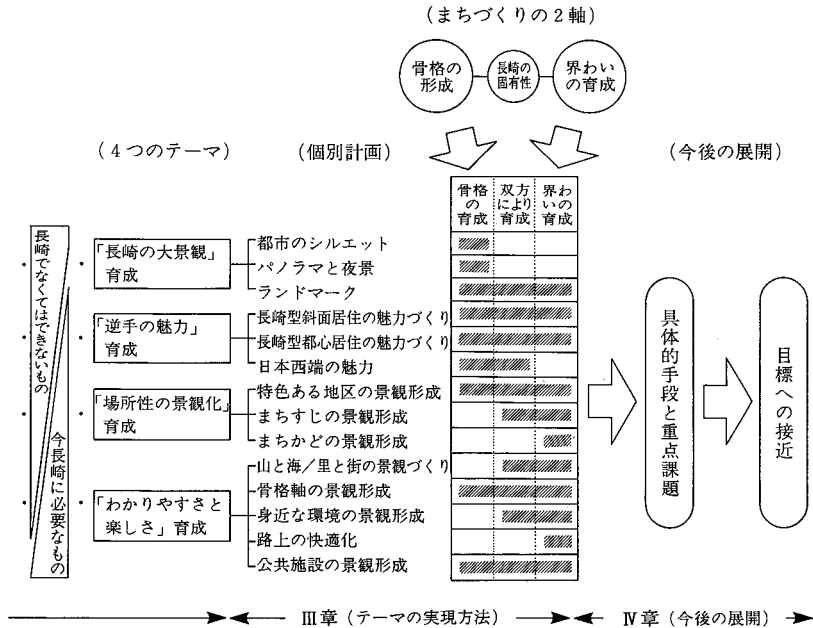 (まちづくりの2軸)
骨格の
形成
長崎の
固有性
界わい
の育成
(4つのテーマ)
(個別計画)
(今後の展開)
骨格の育成
双方により育成
界わいの育成
長崎でなくてはできないもの
今長崎に必要なもの
「長崎の大景観」
育成
都市のシルエット
パノラマと夜景
ランドマーク
「逆手の魅力」
育成
長崎型斜面居住の魅力づくり
長崎型都心居住の魅力づくり
日本西端の魅力
「場所性の景観化」
育成
特色ある地区の景観形成
まちすじの景観形成
まちかどの景観形成
「わかりやすさと
楽しさ」育成
山と海/里と街の景観づくり
骨格軸の景観形成
身近な環境の景観形成
路上の快適化
公共施設の景観形成
具体的手段と重点課題
目標への接近
III章(テーマの実現方法)
IV章(今後の展開)